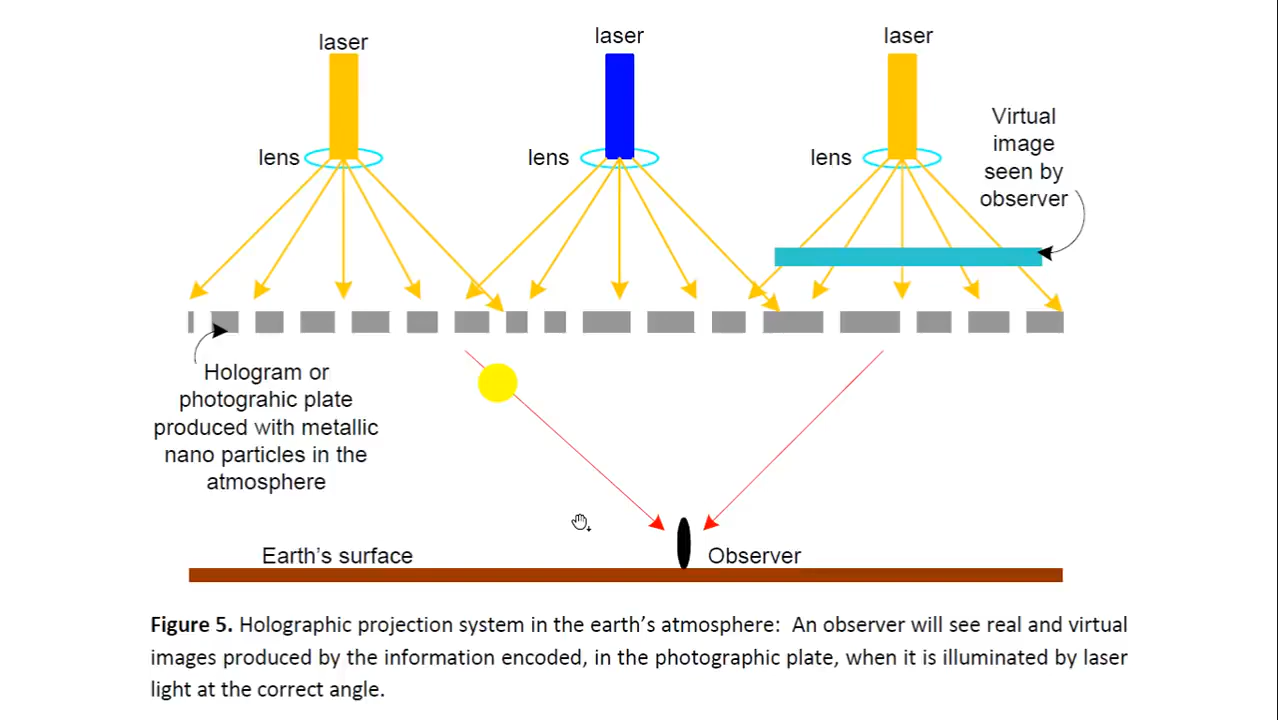 laser
laser
laser
lens
lens
lens
Virtual
image
seen by
observer
Hologram or
photograhic plate
produced with metallic
nano particles in the
atmosphere
Earth's surface
Observer
Figure 5. Holographic projection system in the earth's atmosphere: An observer will see real and virtual
images produced by the information encoded, in the photographic plate, when it is illuminated by laser
light at the correct angle.